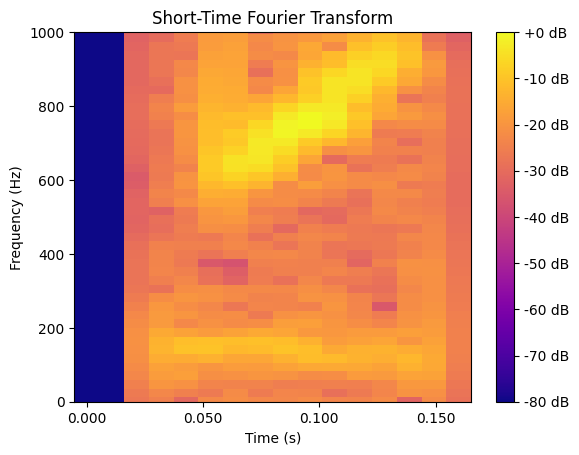 Short-Time Fourier Transform
1000
800
600
400
200
0
Frequency (Hz)
0.000
0.050
0.100
0.150
Time (s)
+0 dB
-10 dB
-20 dB
-30 dB
-40 dB
-50 dB
-60 dB
-70 dB
-80 dB